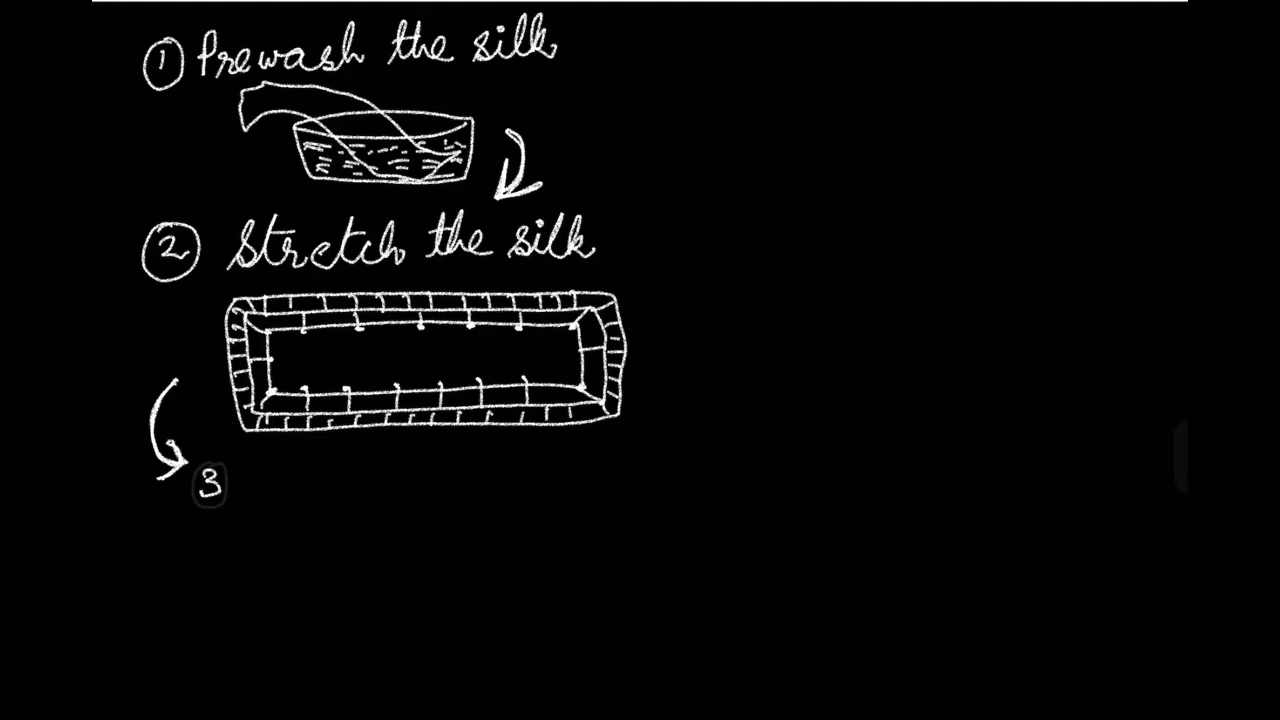 ① Prewash the silk
② Stretch the silk
3